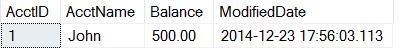 AcctID AcctName Balance ModifiedDate
1 John 500.00 2014-12-23 17:56:03.113